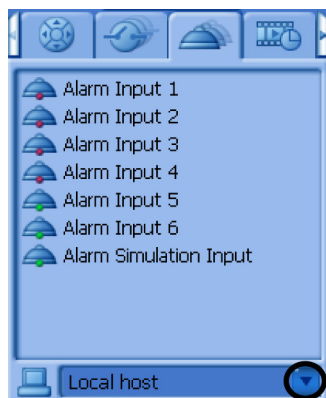 Alarm Input 1
Alarm Input 2
Alarm Input 3
Alarm Input 4
Alarm Input 5
Alarm Input 6
Alarm Simulation Input
Local host